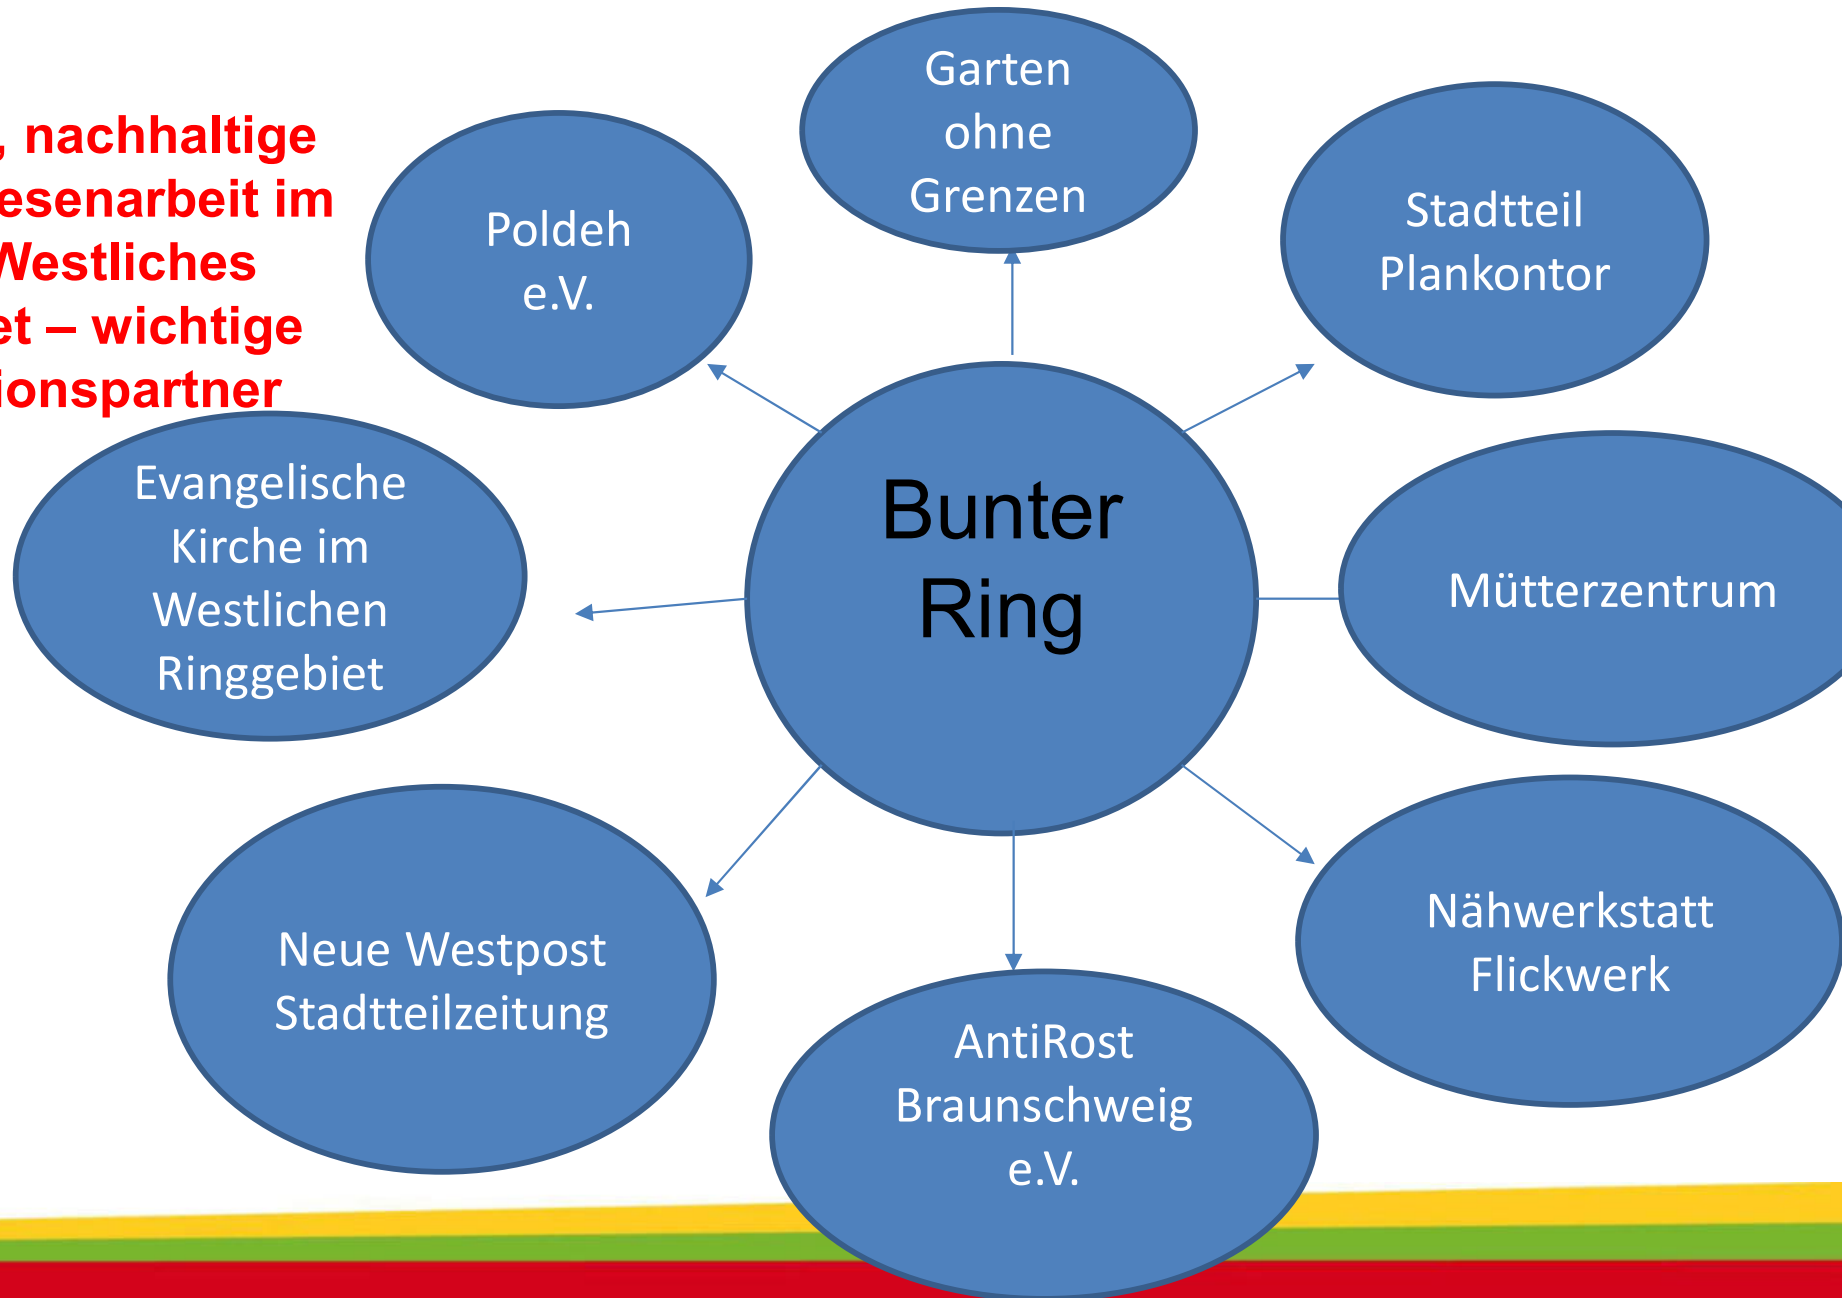 , nachhaltige
esenarbeit im
Westliches
et – wichtige
ionspartner
Garten
ohne
Grenzen
Poldeh
e.V.
Stadtteil
Plankontor
Evangelische
Kirche im
Westlichen
Ringgebiet
Bunter
Ring
Mütterzentrum
Neue Westpost
Stadtteilzeitung
Nähwerkstatt
Flickwerk
AntiRost
Braunschweig
e.V.